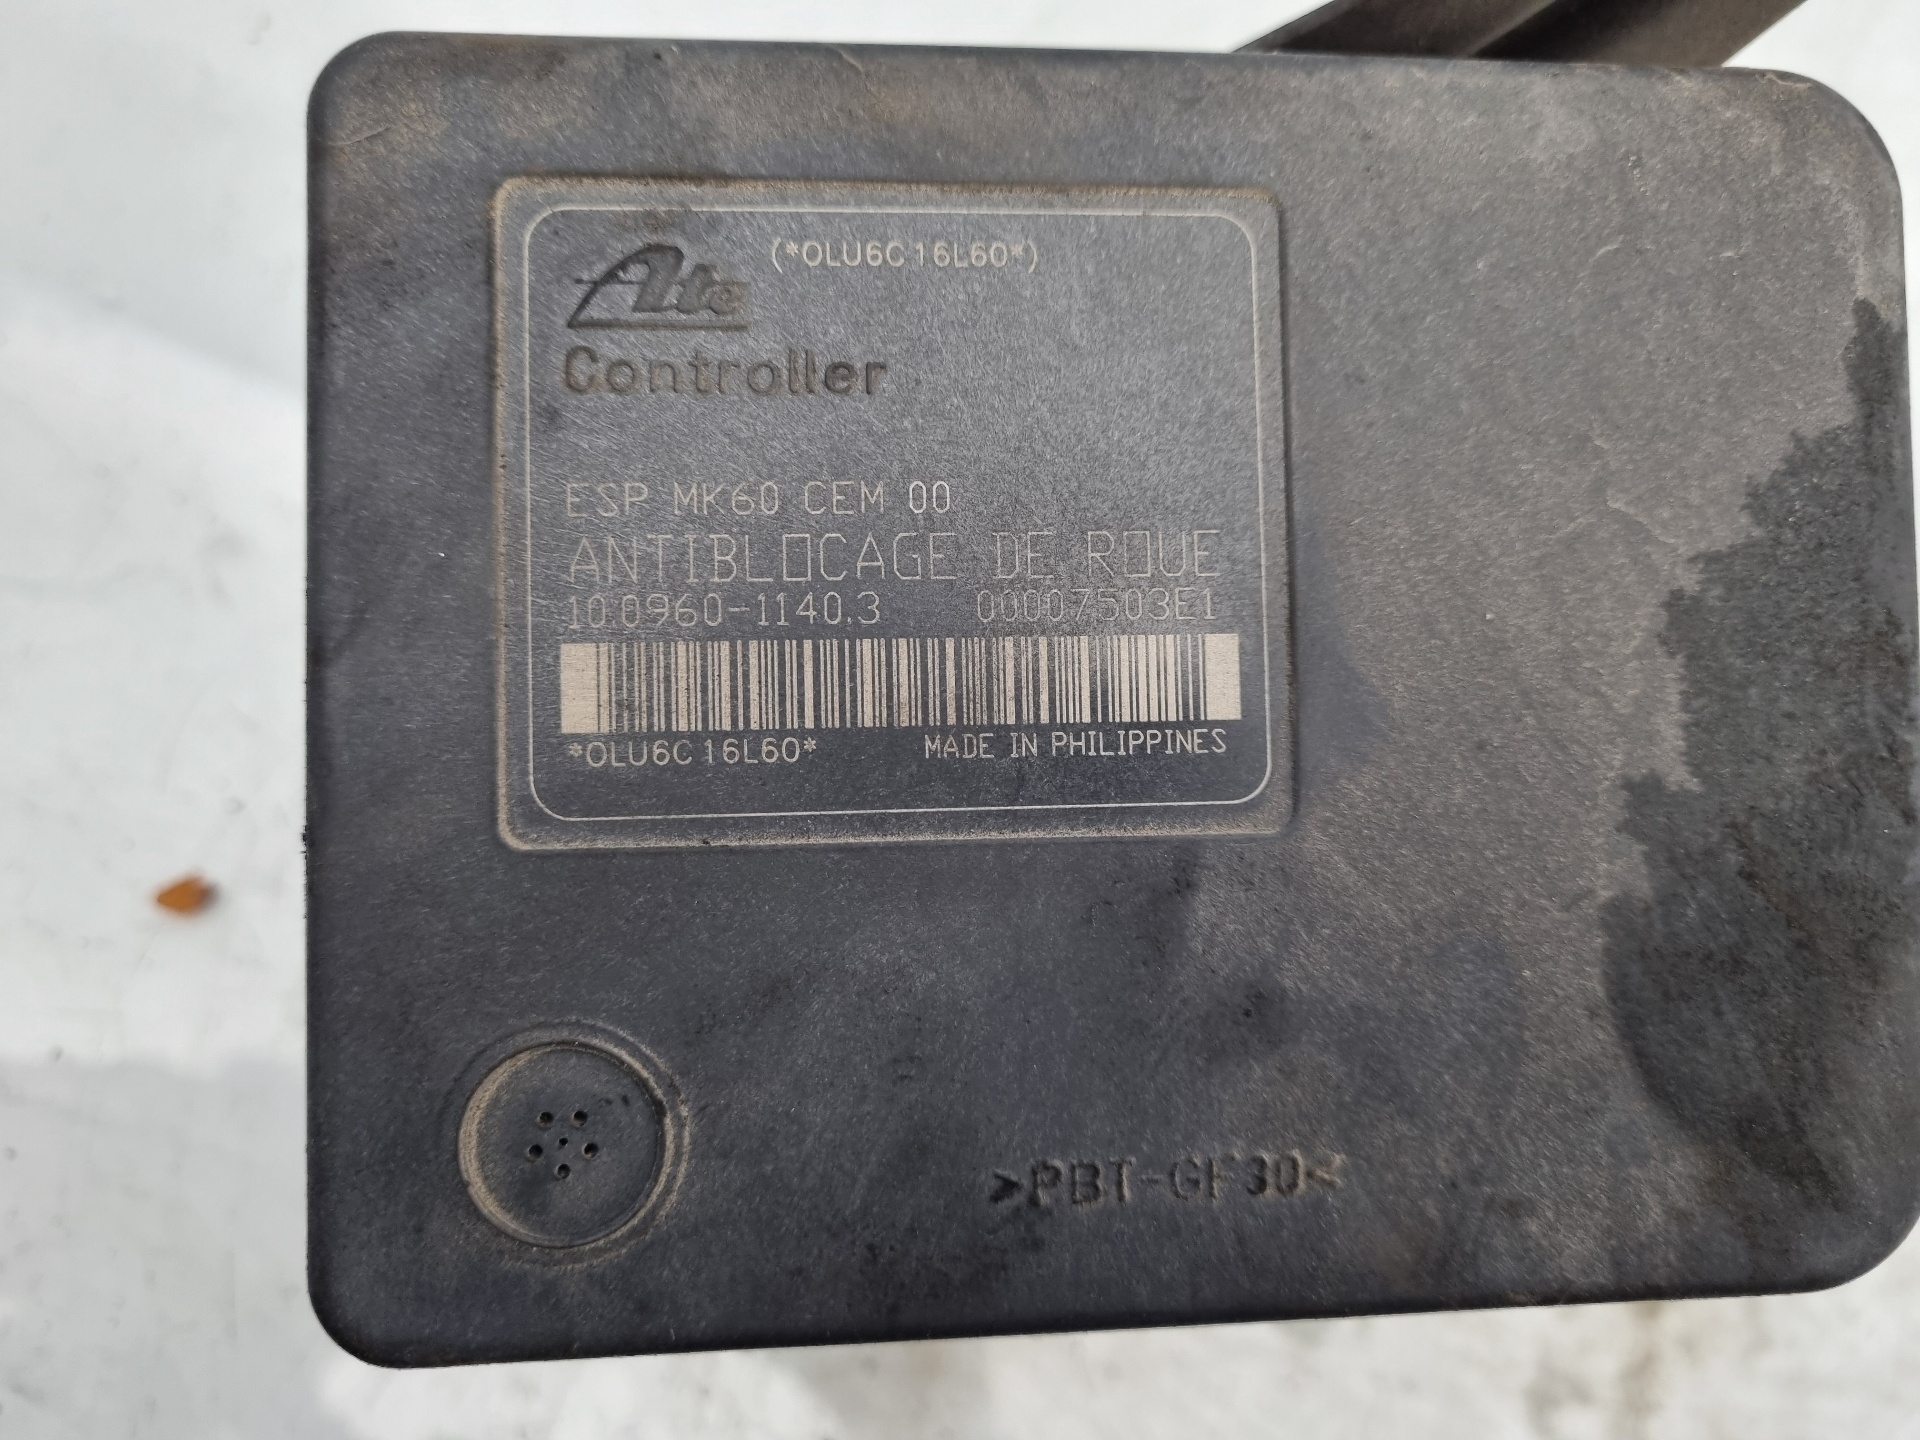 (*OLU6C16L60*)
Ate
Controller
ESP MK60 CEM 00
ANTIBLOCAGE DE ROUE
10.0960-1140.3 00007503E1
*OLU6C16L60* MADE IN PHILIPPINES
>PBT-GF30<